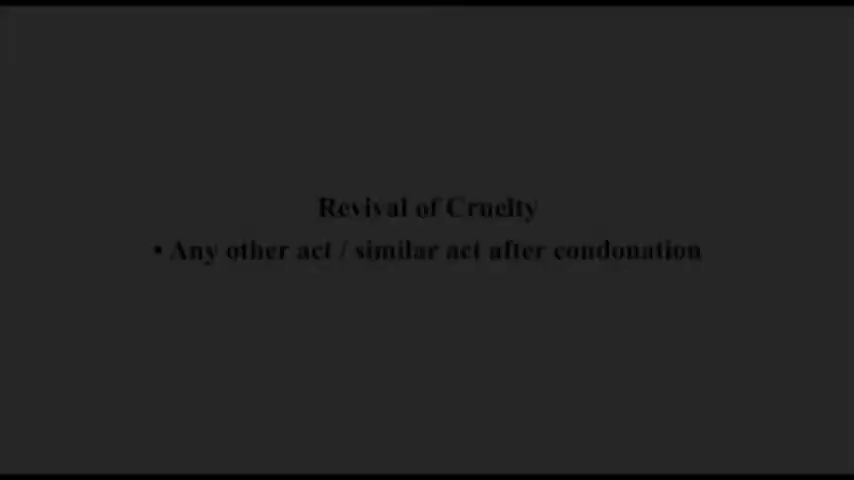 Revival of Cruelty
• Any other act / similar act after condonation